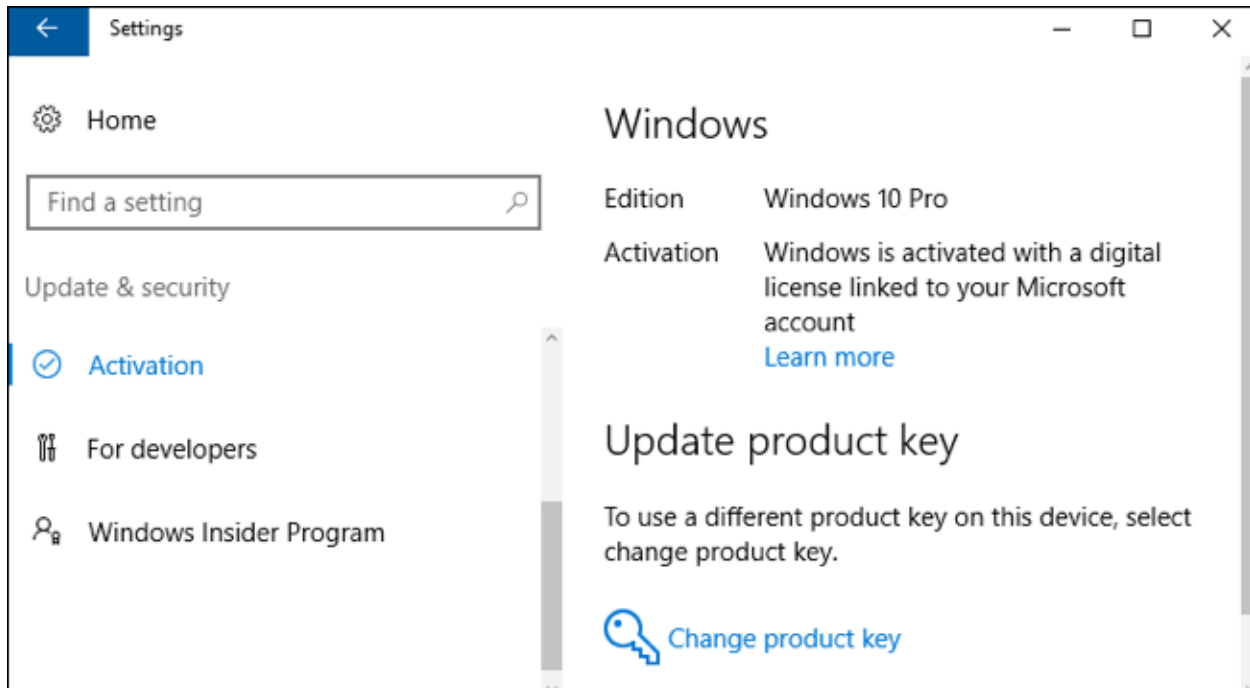 Settings
Home
Find a setting
Update & security
Activation
For developers
Windows Insider Program
Windows
Edition Windows 10 Pro
Activation Windows is activated with a digital
license linked to your Microsoft
account
Learn more
Update product key
To use a different product key on this device, select
change product key.
Change product key